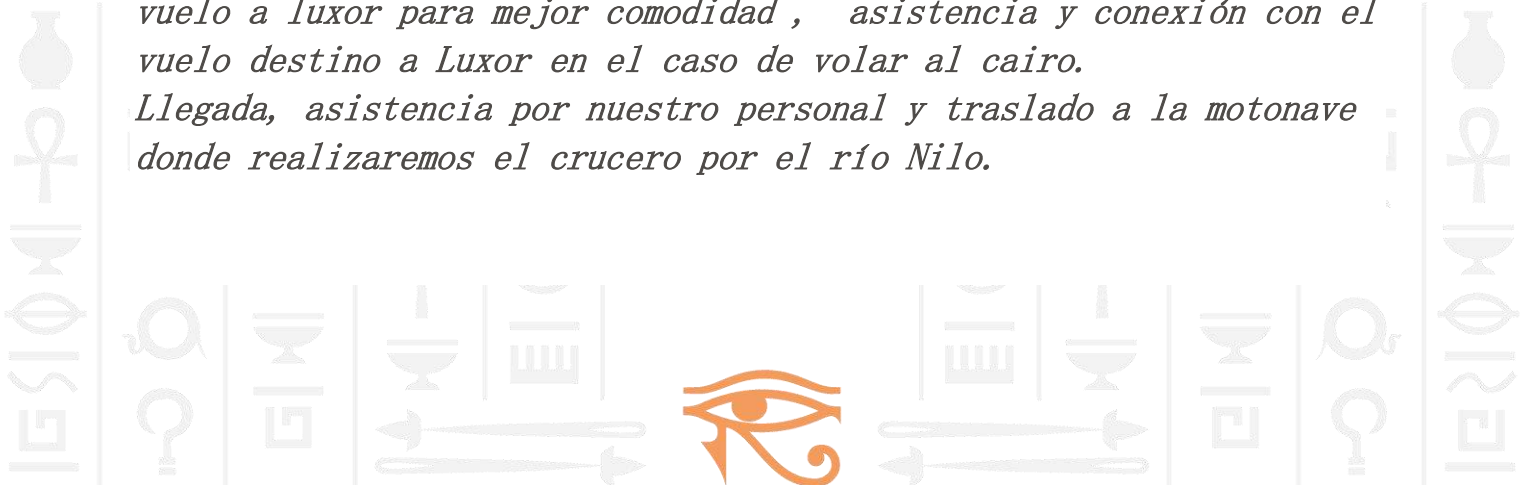 vuelo a luxor para mejor comodidad , asistencia y conexión con el
vuelo destino a Luxor en el caso de volar al cairo.
Llegada, asistencia por nuestro personal y traslado a la motonave
donde realizaremos el crucero por el río Nilo.